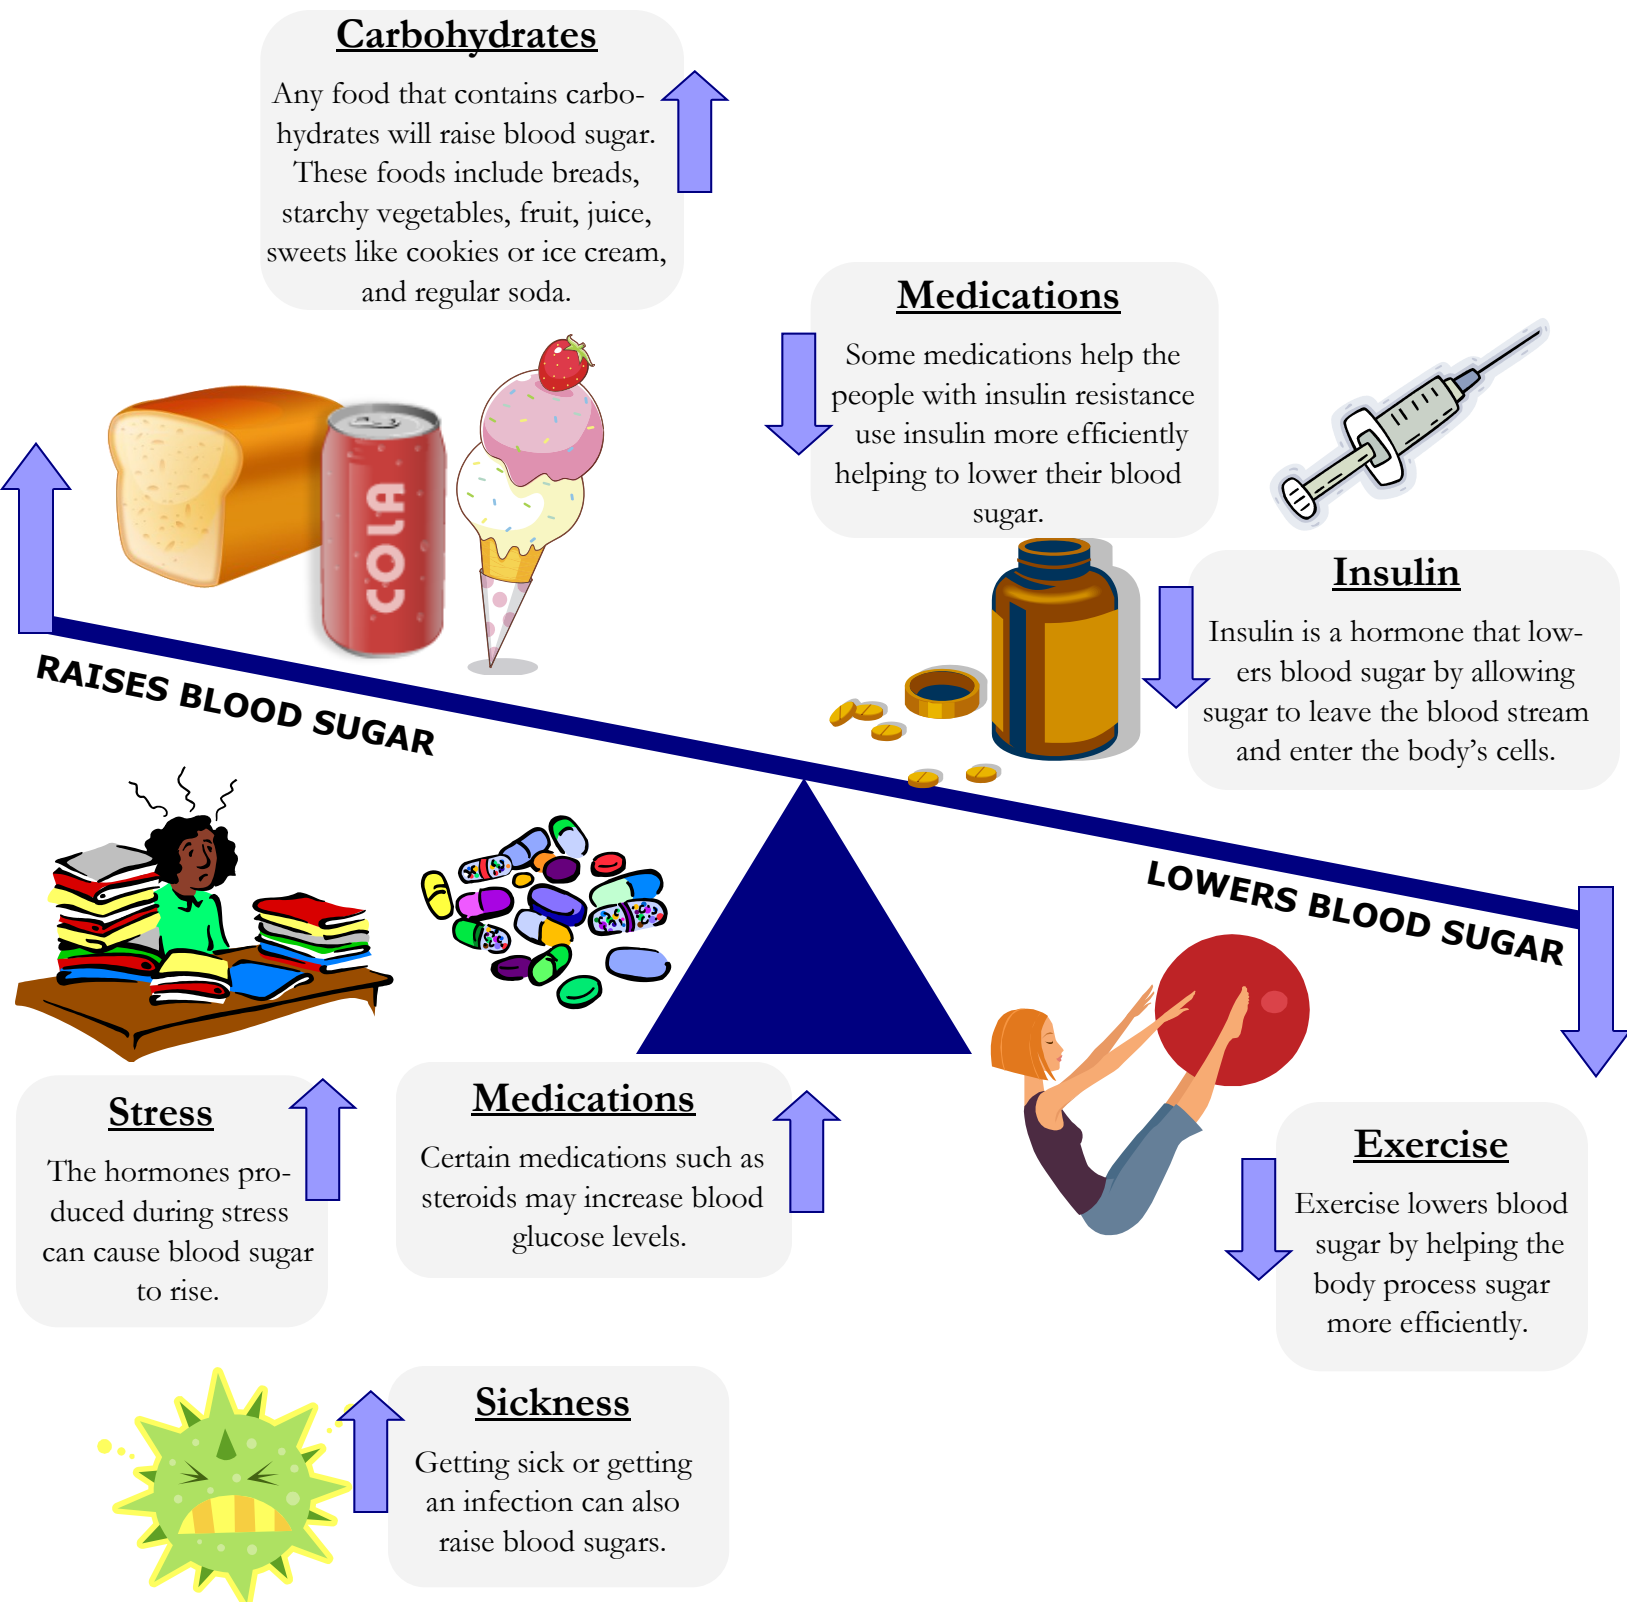 Carbohydrates
Any food that contains carbo-
hydrates will raise blood sugar.
These foods include breads,
starchy vegetables, fruit, juice,
sweets like cookies or ice cream,
and regular soda.
Medications
Some medications help the
people with insulin resistance
use insulin more efficiently
helping to lower their blood
sugar.
COLA
Insulin
Insulin is a hormone that low-
ers blood sugar by allowing
sugar to leave the blood stream
and enter the body’s cells.
RAISES BLOOD SUGAR
LOWERS BLOOD SUGAR
Stress
The hormones pro-
duced during stress
can cause blood sugar
to rise.
Medications
Certain medications such as
steroids may increase blood
glucose levels.
Exercise
Exercise lowers blood
sugar by helping the
body process sugar
more efficiently.
Sickness
Getting sick or getting
an infection can also
raise blood sugars.